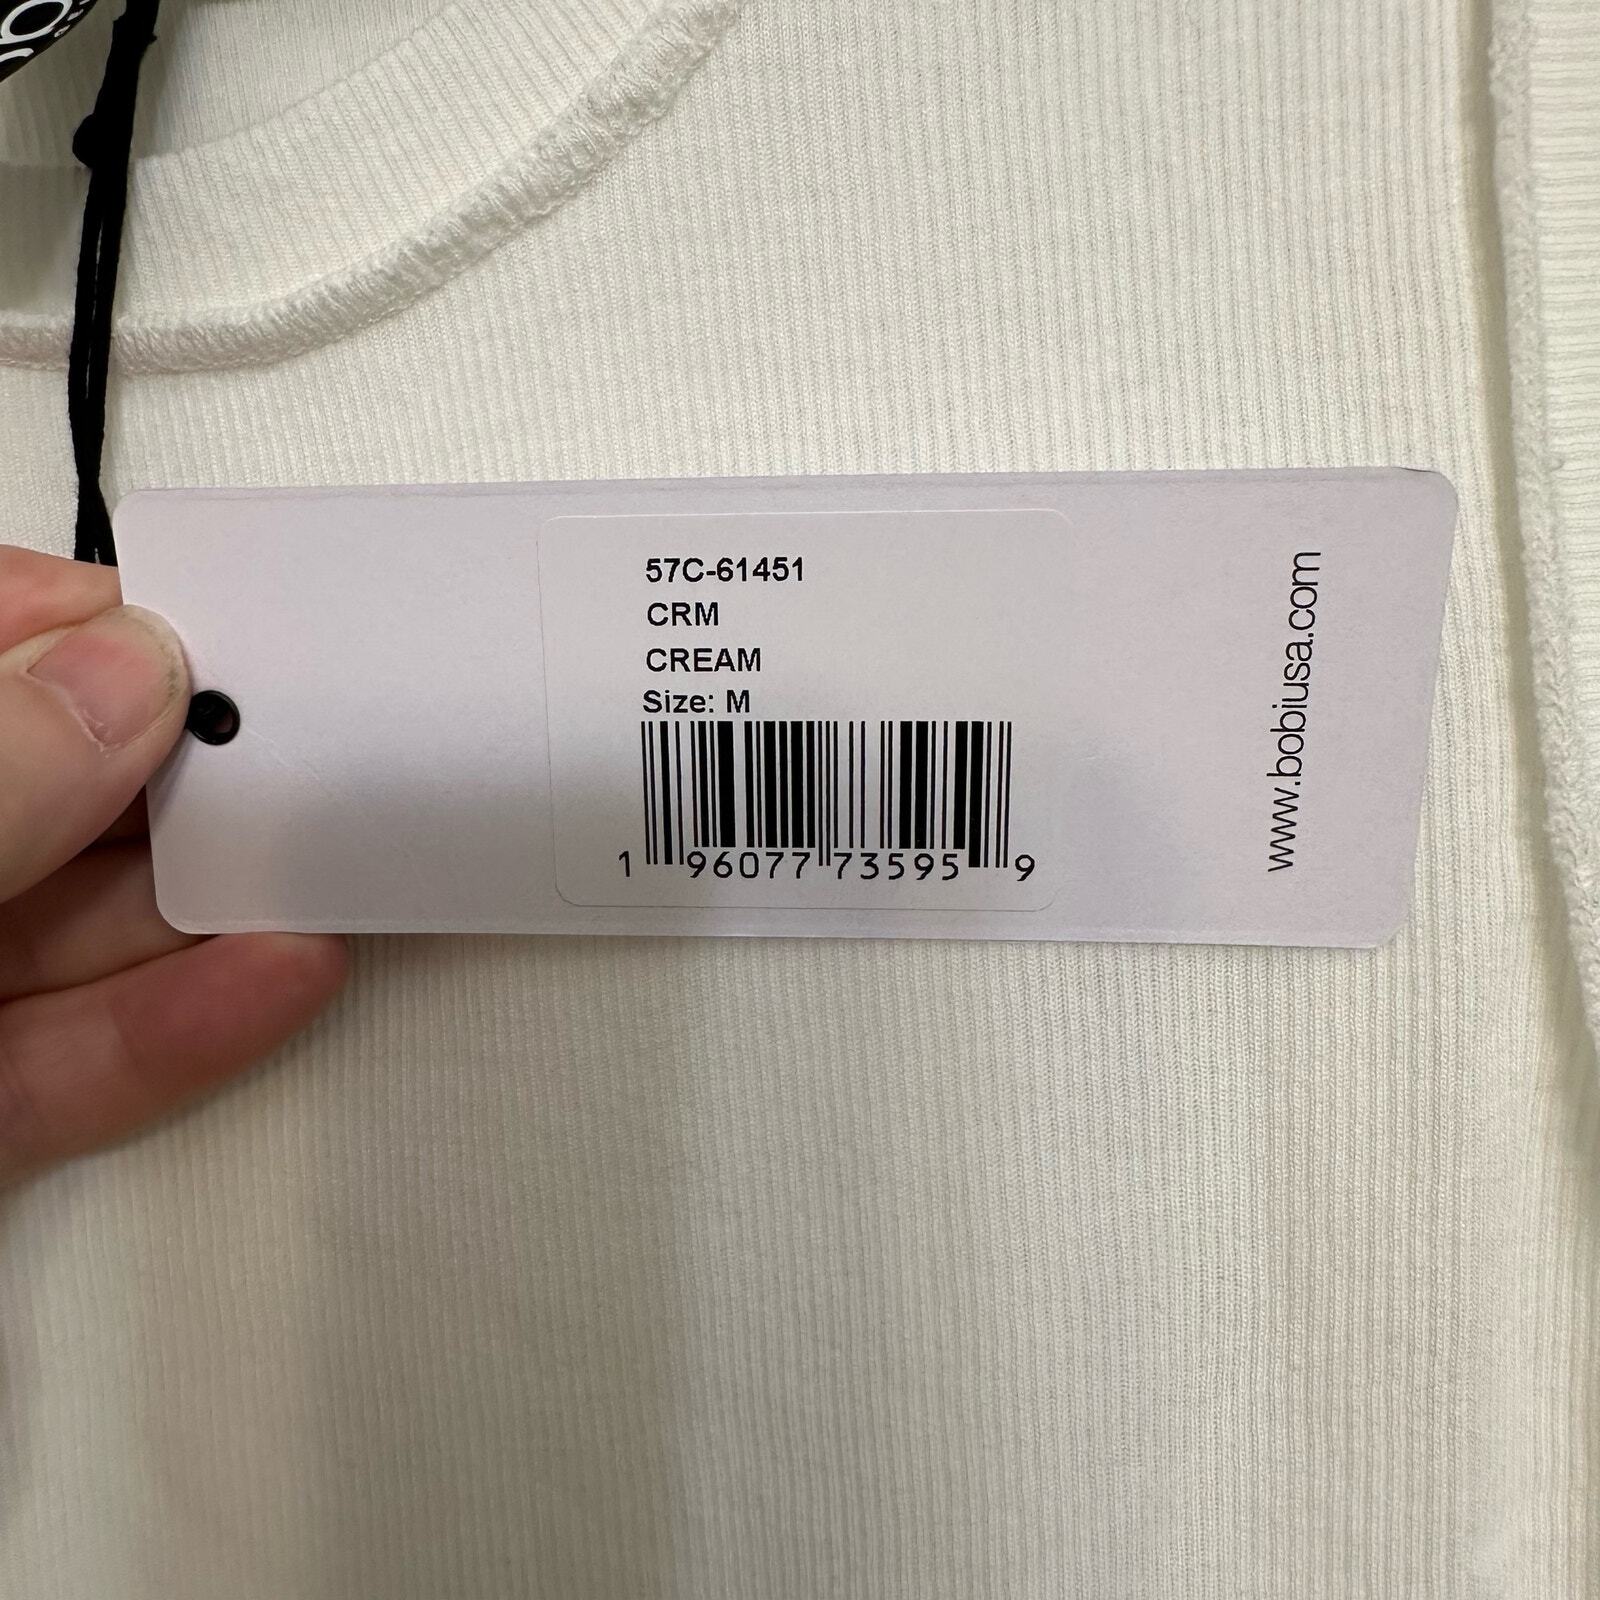 57C-61451
CRM
CREAM
Size: M
1 96077 73595 9
www.bobiusa.com